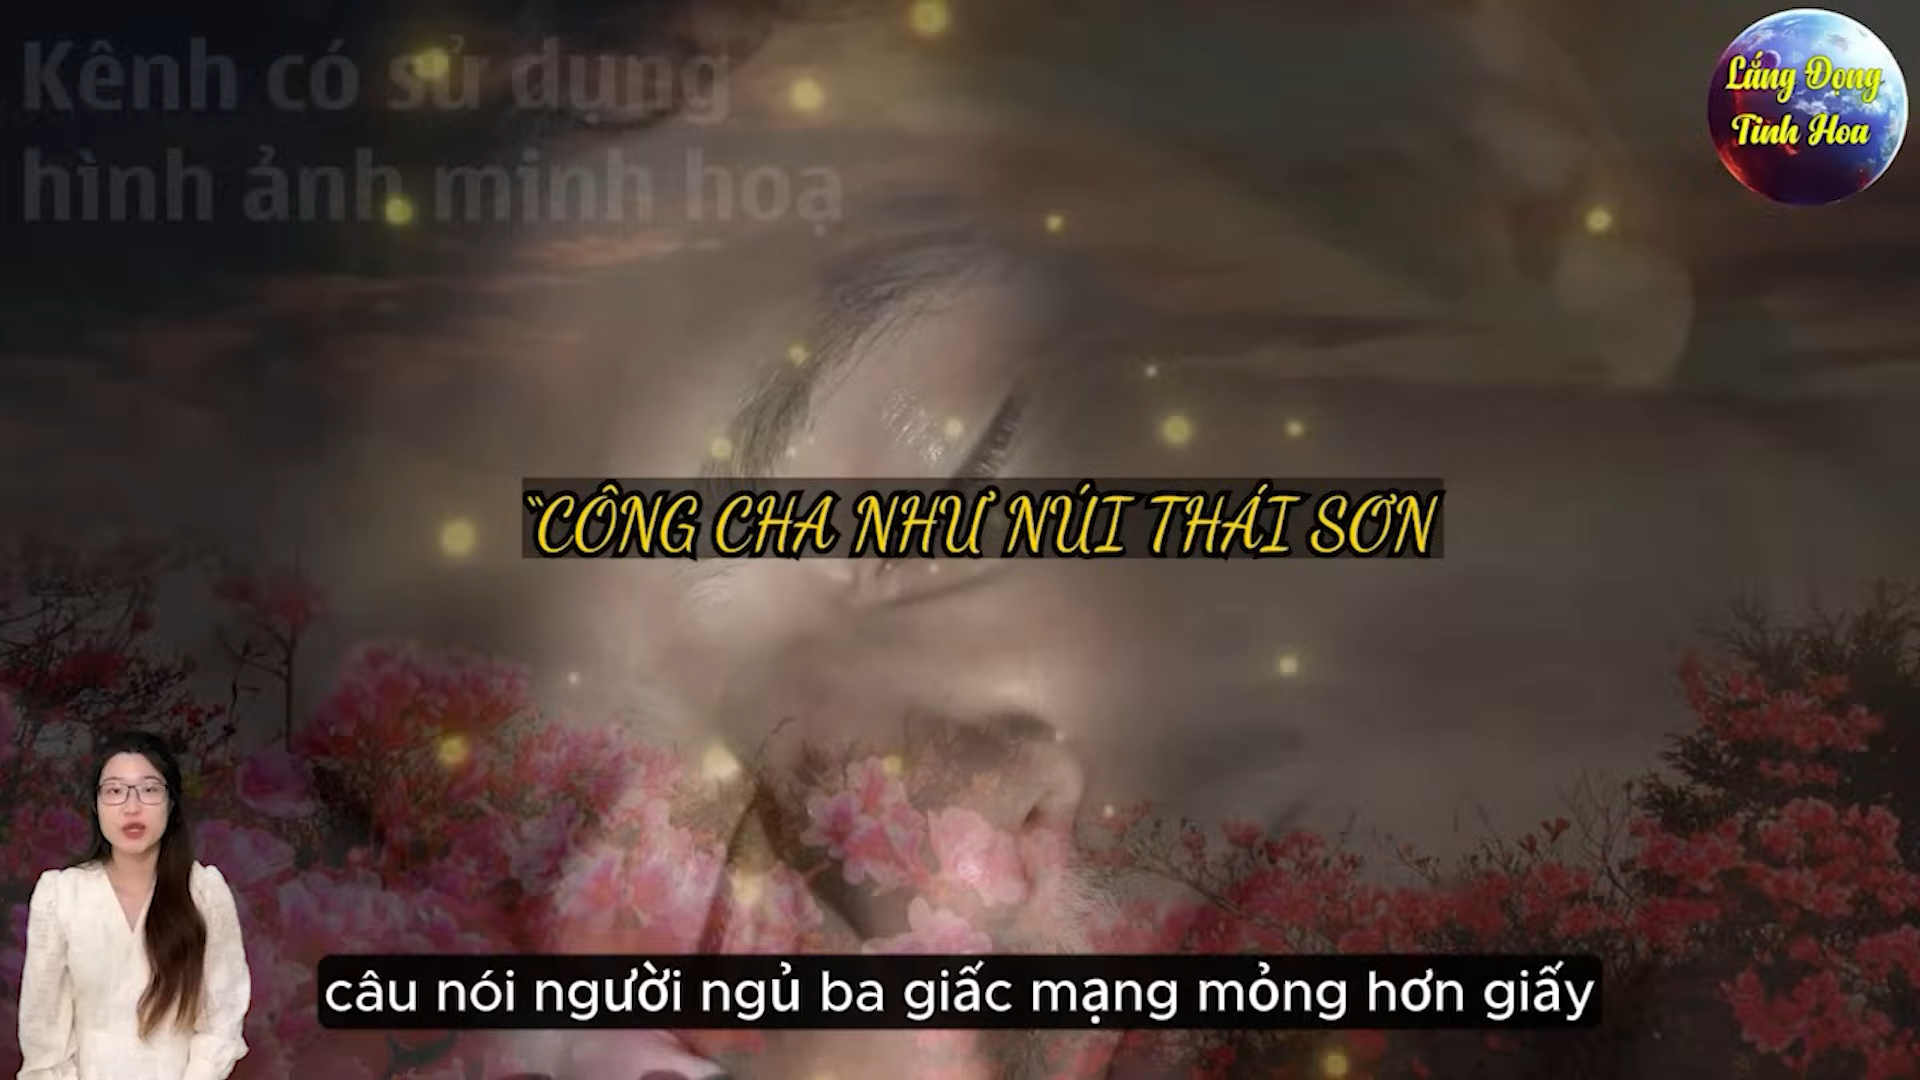 Kênh có sử dụng
hình ảnh minh hoạ
Lắng Đọng
Tinh Hoa
“CÔNG CHA NHƯ NÚI THÁI SƠN
câu nói người ngủ ba giấc mạng mỏng hơn giấy